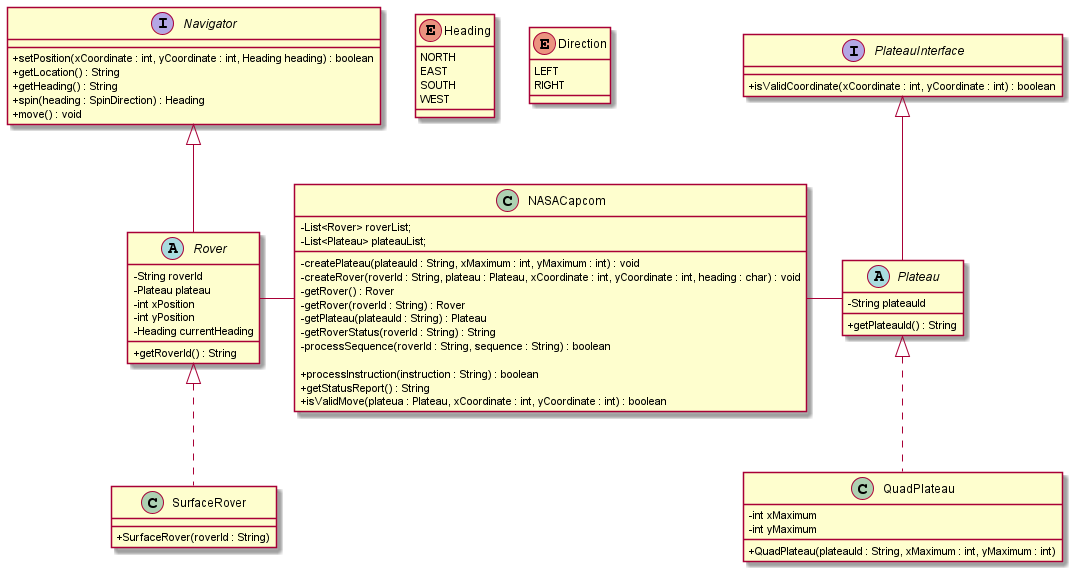 I Navigator
+setPosition(xCoordinate : int, yCoordinate : int, Heading heading) : boolean
+getLocation() : String
+getHeading() : String
+spin(heading : SpinDirection) : Heading
+move() : void
E Heading
NORTH
EAST
SOUTH
WEST
E Direction
LEFT
RIGHT
I PlateauInterface
+isValidCoordinate(xCoordinate : int, yCoordinate : int) : boolean
C NASACapcom
-List<Rover> roverList;
-List<Plateau> plateauList;
-createPlateau(plateauId : String, xMaximum : int, yMaximum : int) : void
-createRover(roverId : String, plateau : Plateau, xCoordinate : int, yCoordinate : int, heading : char) : void
-getRover() : Rover
-getRover(roverId : String) : Rover
-getPlateau(plateauId : String) : Plateau
-getRoverStatus(roverId : String) : String
-processSequence(roverId : String, sequence : String) : boolean
+processInstruction(instruction : String) : boolean
+getStatusReport() : String
+isValidMove(plateua : Plateau, xCoordinate : int, yCoordinate : int) : boolean
A Rover
-String roverId
-Plateau plateau
-int xPosition
-int yPosition
-Heading currentHeading
+getRoverId() : String
A Plateau
-String plateauId
+getPlateauId() : String
C SurfaceRover
+SurfaceRover(roverId : String)
C QuadPlateau
-int xMaximum
-int yMaximum
+QuadPlateau(plateauId : String, xMaximum : int, yMaximum : int)